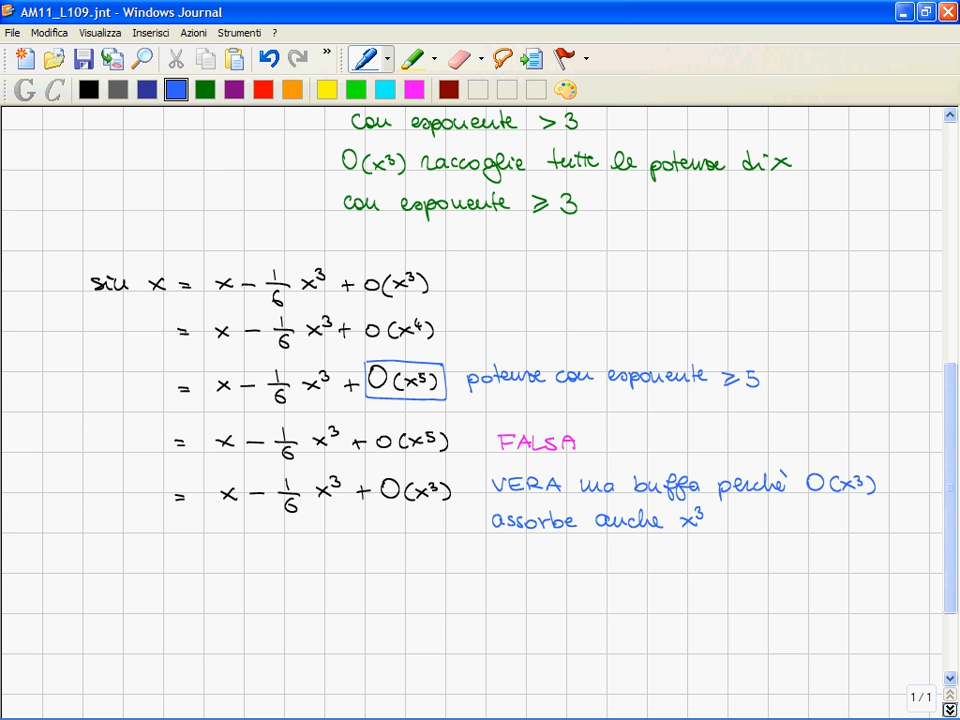 AM11_L109.jnt - Windows Journal
File Modifica Visualizza Inserisci Azioni Strumenti ?
»
G C
con esponente > 3
O(x³) raccoglie tutte le potenze di x
con esponente ≥ 3
sin x = x - 1/6 x³ + o(x³)
= x - 1/6 x³ + o(x⁴)
= x - 1/6 x³ + O(x⁵) potenze con esponente ≥ 5
= x - 1/6 x³ + o(x⁵) FALSA
= x - 1/6 x³ + O(x³) VERA ma buffa perchè O(x³)
assorbe anche x³
1 / 1